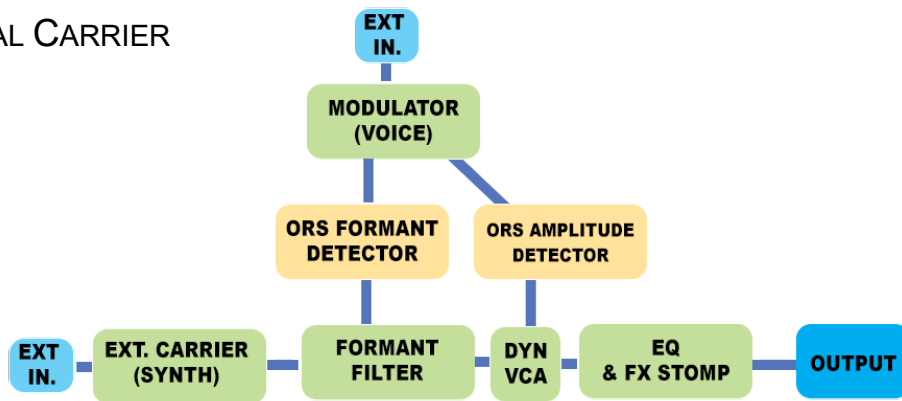 AL CARRIER
EXT
IN.
MODULATOR
(VOICE)
ORS FORMANT
DETECTOR
ORS AMPLITUDE
DETECTOR
EXT
IN.
EXT. CARRIER
(SYNTH)
FORMANT
FILTER
DYN
VCA
EQ
& FX STOMP
OUTPUT